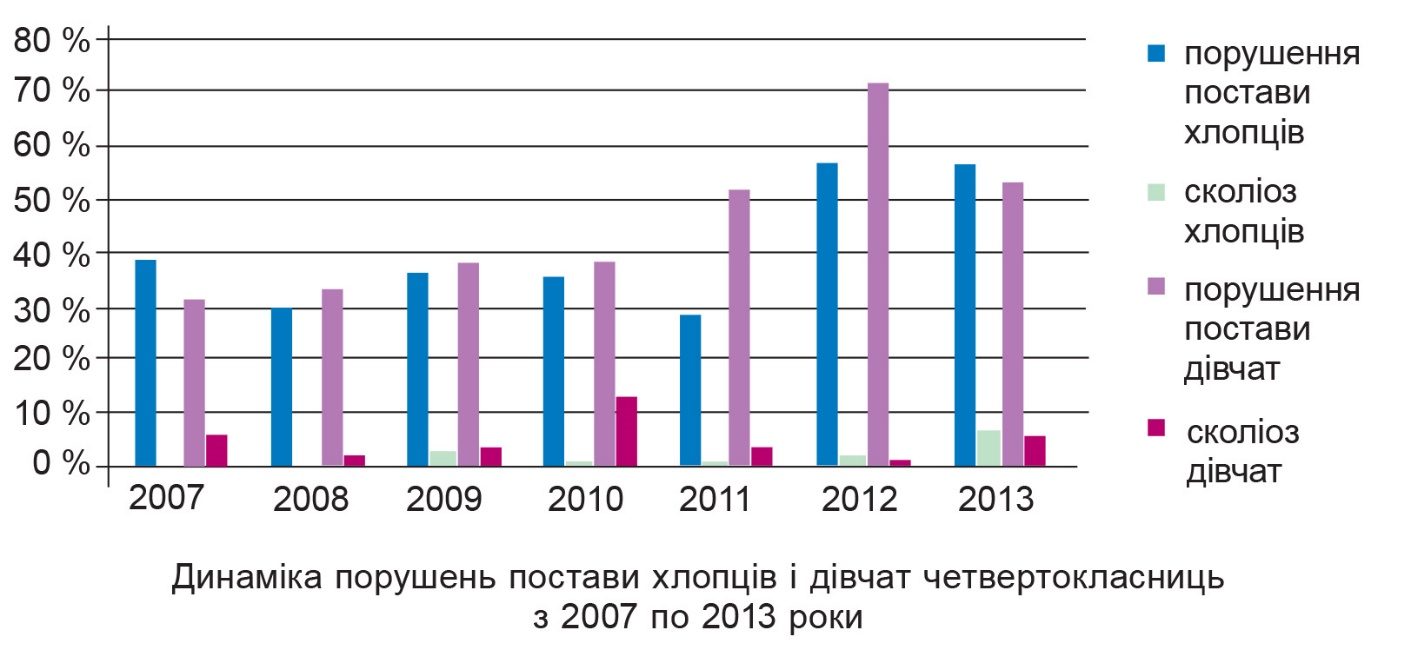 80 %
70 %
60 %
50 %
40 %
30 %
20 %
10 %
0 %
2007 2008 2009 2010 2011 2012 2013
порушення
постави
хлопців
сколіоз
хлопців
порушення
постави
дівчат
сколіоз
дівчат
Динаміка порушень постави хлопців і дівчат четвертокласниць
з 2007 по 2013 роки